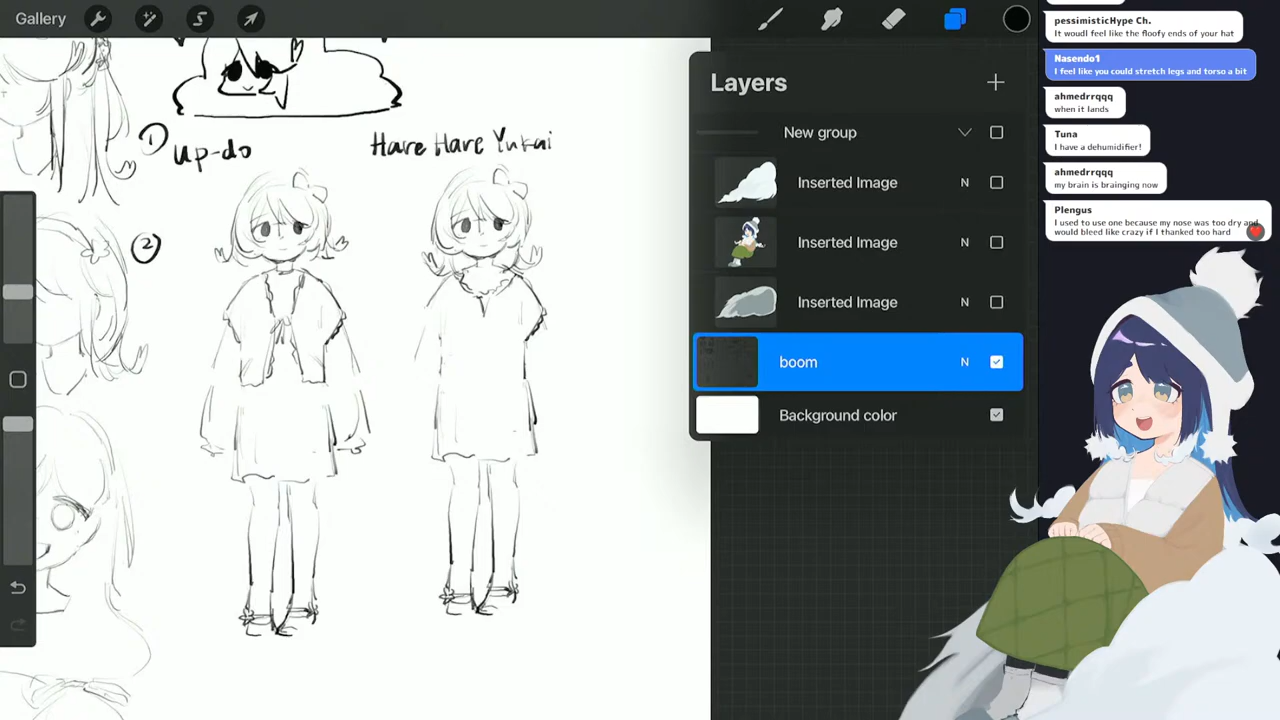 Gallery
Layers
New group
Inserted Image
N
Inserted Image
N
Inserted Image
N
boom
N
Background color
up-do
Hare Hare Yukai
1
2
pessimisticHype Ch.
It woudl feel like the floofy ends of your hat
Nasendo1
I feel like you could stretch legs and torso a bit
ahmedrrqqq
when it lands
Tuna
I have a dehumidifier!
ahmedrrqqq
my brain is brainging now
Plengus
I used to use one because my nose was too dry and
would bleed like crazy if I thanked too hard